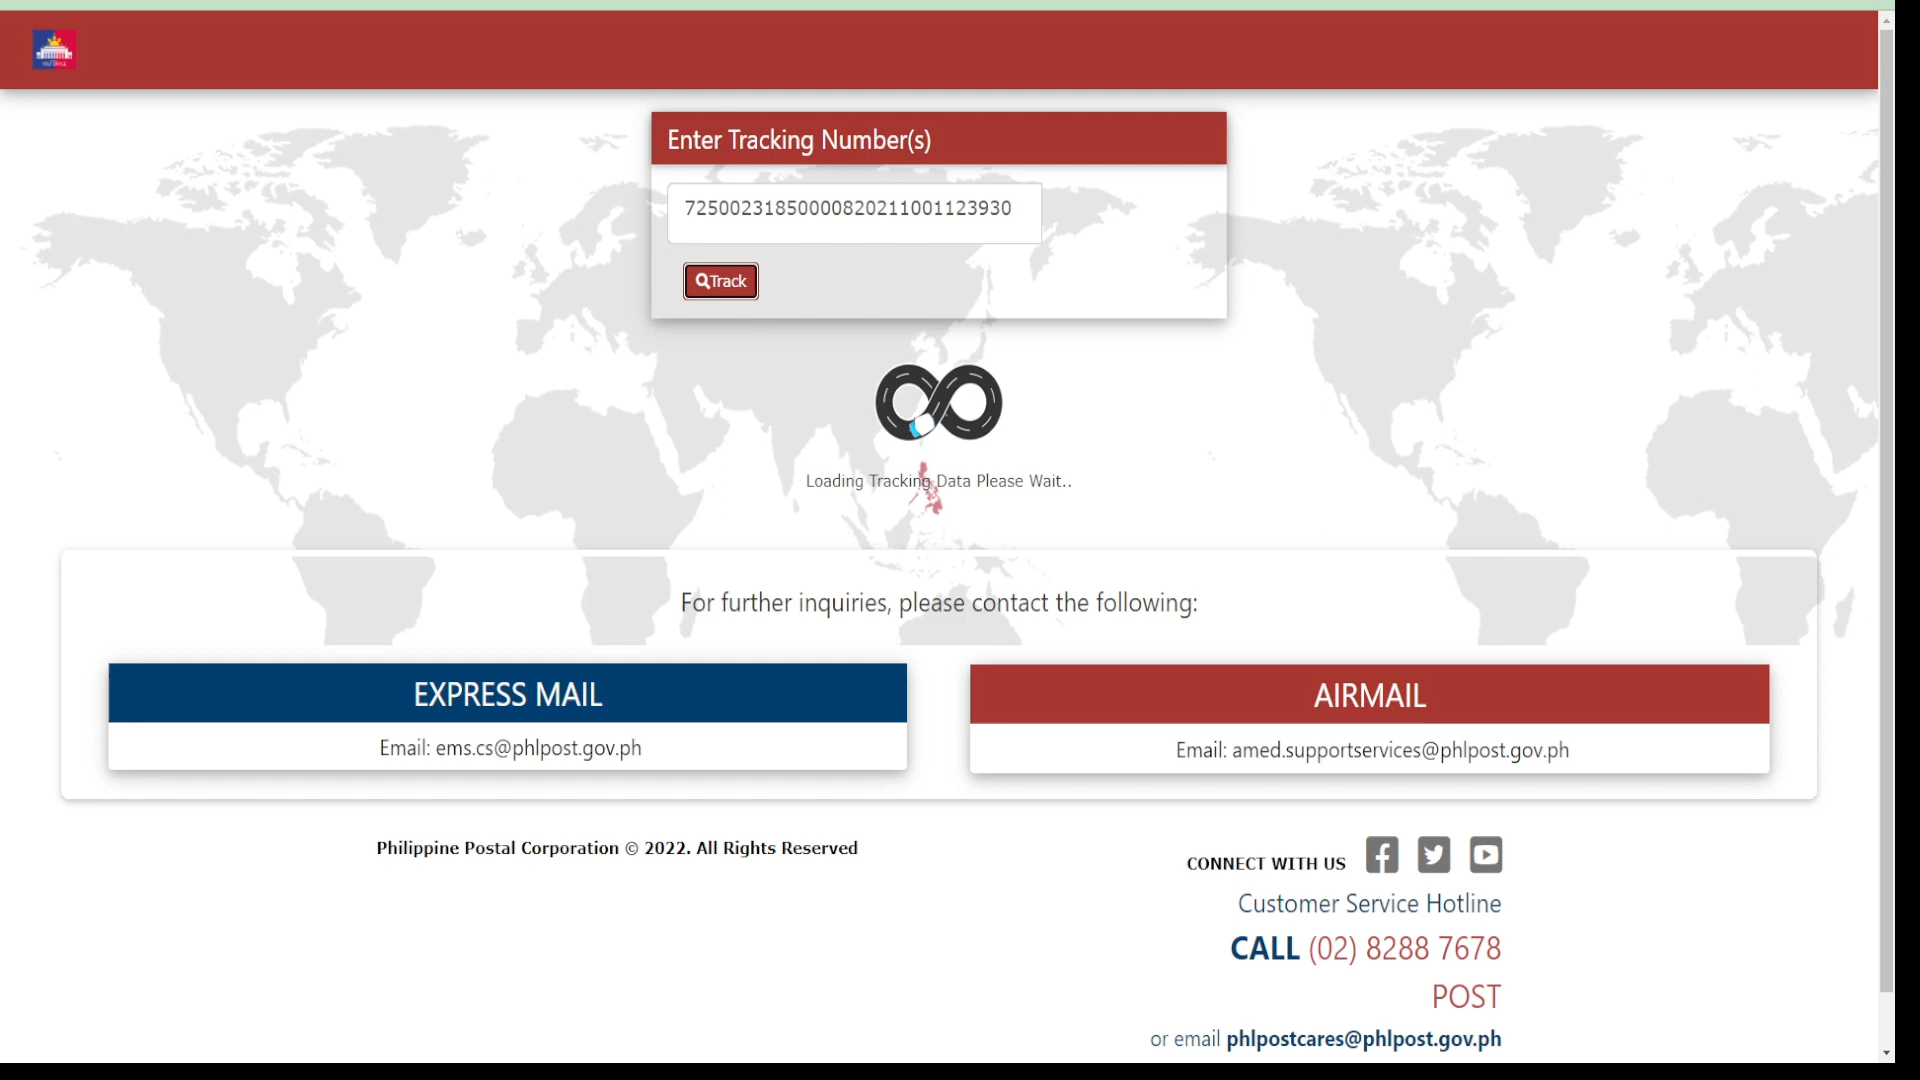 Enter Tracking Number(s)
7250023185000082021100112​3930
Track
Loading Tracking Data Please Wait..
For further inquiries, please contact the following:
EXPRESS MAIL
Email: ems.cs@phlpost.gov.ph
AIRMAIL
Email: amed.supportservices@phlpost.gov.ph
Philippine Postal Corporation © 2022. All Rights Reserved
CONNECT WITH US
Customer Service Hotline
CALL (02) 8288 7678
POST
or email phlpostcares@phlpost.gov.ph